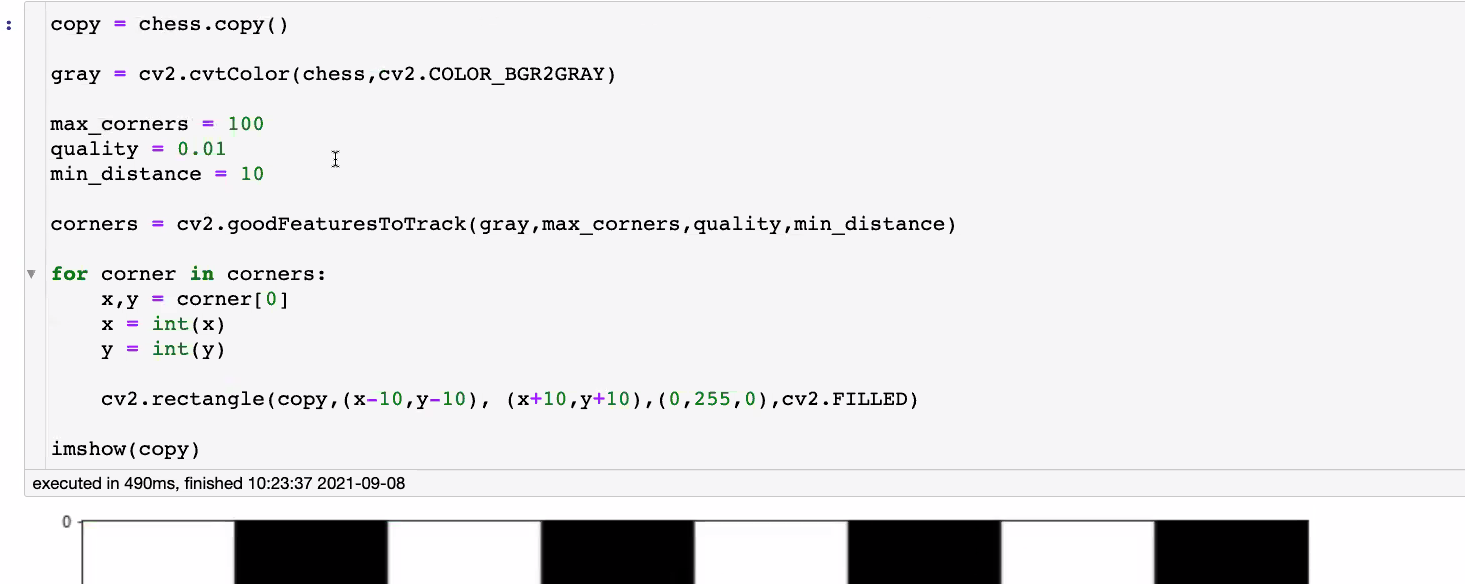 :
copy = chess.copy()
gray = cv2.cvtColor(chess,cv2.COLOR_BGR2GRAY)
max_corners = 100
quality = 0.01
min_distance = 10
corners = cv2.goodFeaturesToTrack(gray,max_corners,quality,min_distance)
for corner in corners:
    x,y = corner[0]
    x = int(x)
    y = int(y)
    cv2.rectangle(copy,(x-10,y-10), (x+10,y+10),(0,255,0),cv2.FILLED)
imshow(copy)
executed in 490ms, finished 10:23:37 2021-09-08
0